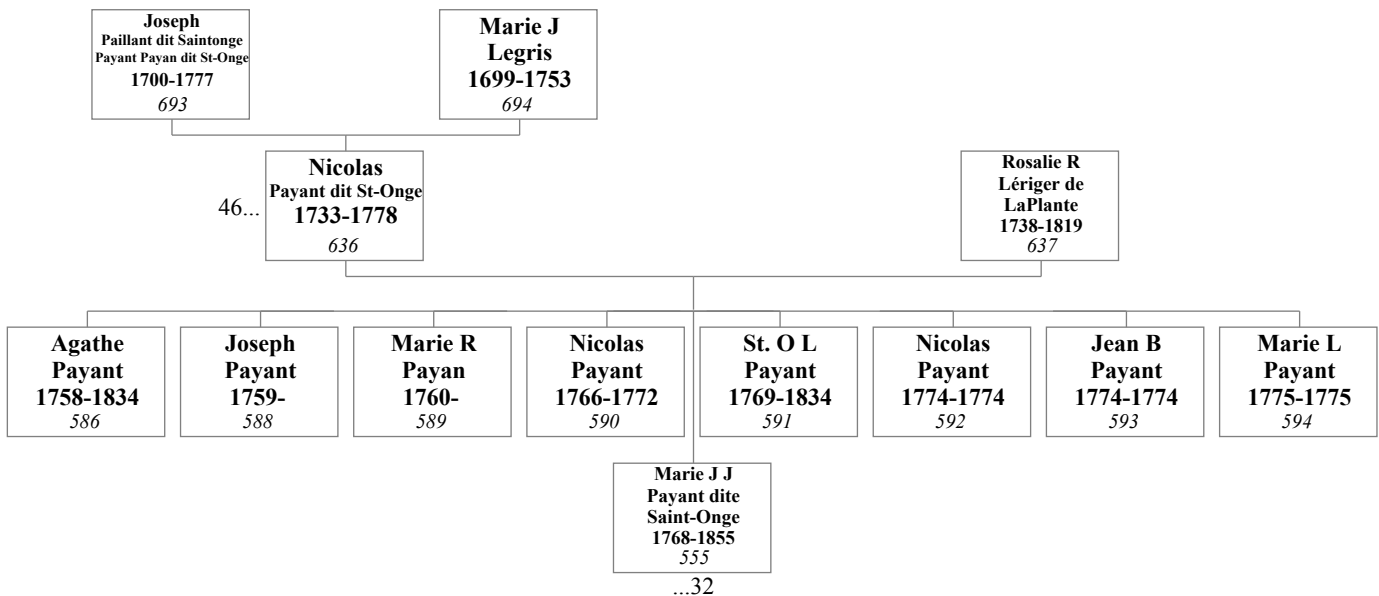 Joseph
Paillant dit Saintonge
Payant Payan dit St-Onge
1700-1777
693
Marie J
Legris
1699-1753
694
46...
Nicolas
Payant dit St-Onge
1733-1778
636
Rosalie R
Lériger de
LaPlante
1738-1819
637
Agathe
Payant
1758-1834
586
Joseph
Payant
1759-
588
Marie R
Payan
1760-
589
Nicolas
Payant
1766-1772
590
St. O L
Payant
1769-1834
591
Nicolas
Payant
1774-1774
592
Jean B
Payant
1774-1774
593
Marie L
Payant
1775-1775
594
Marie J J
Payant dite
Saint-Onge
1768-1855
555
...32